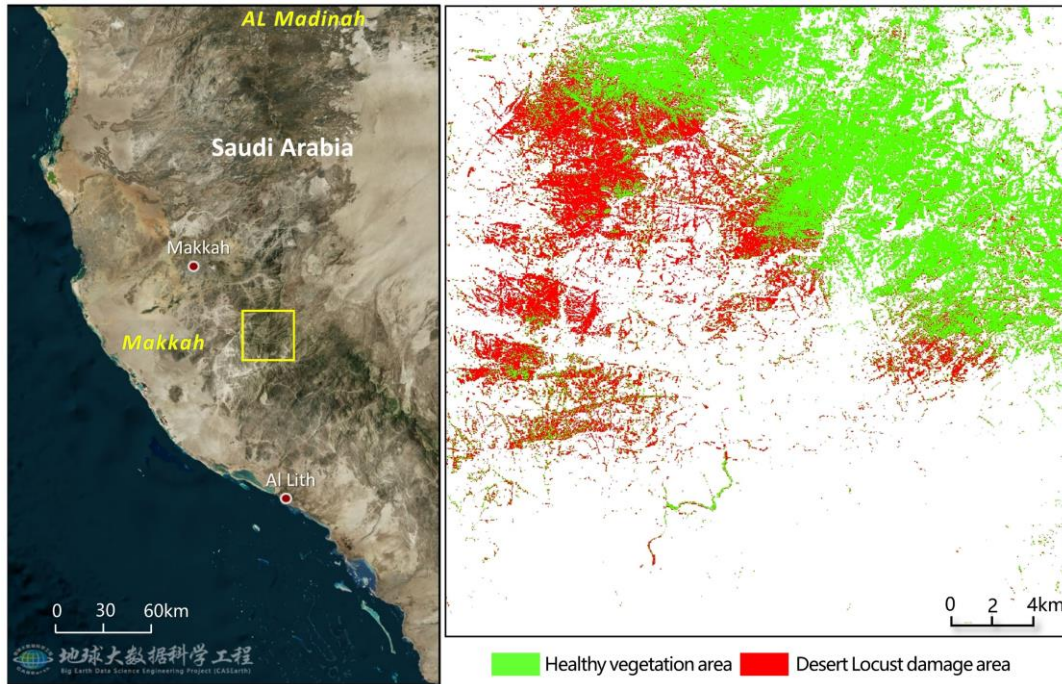 AL Madinah
Saudi Arabia
Makkah
Makkah
Al Lith
0 30 60km
地球大数据科学工程
Big Earth Data Science Engineering Project (CASEarth)
0 2 4km
Healthy vegetation area
Desert Locust damage area